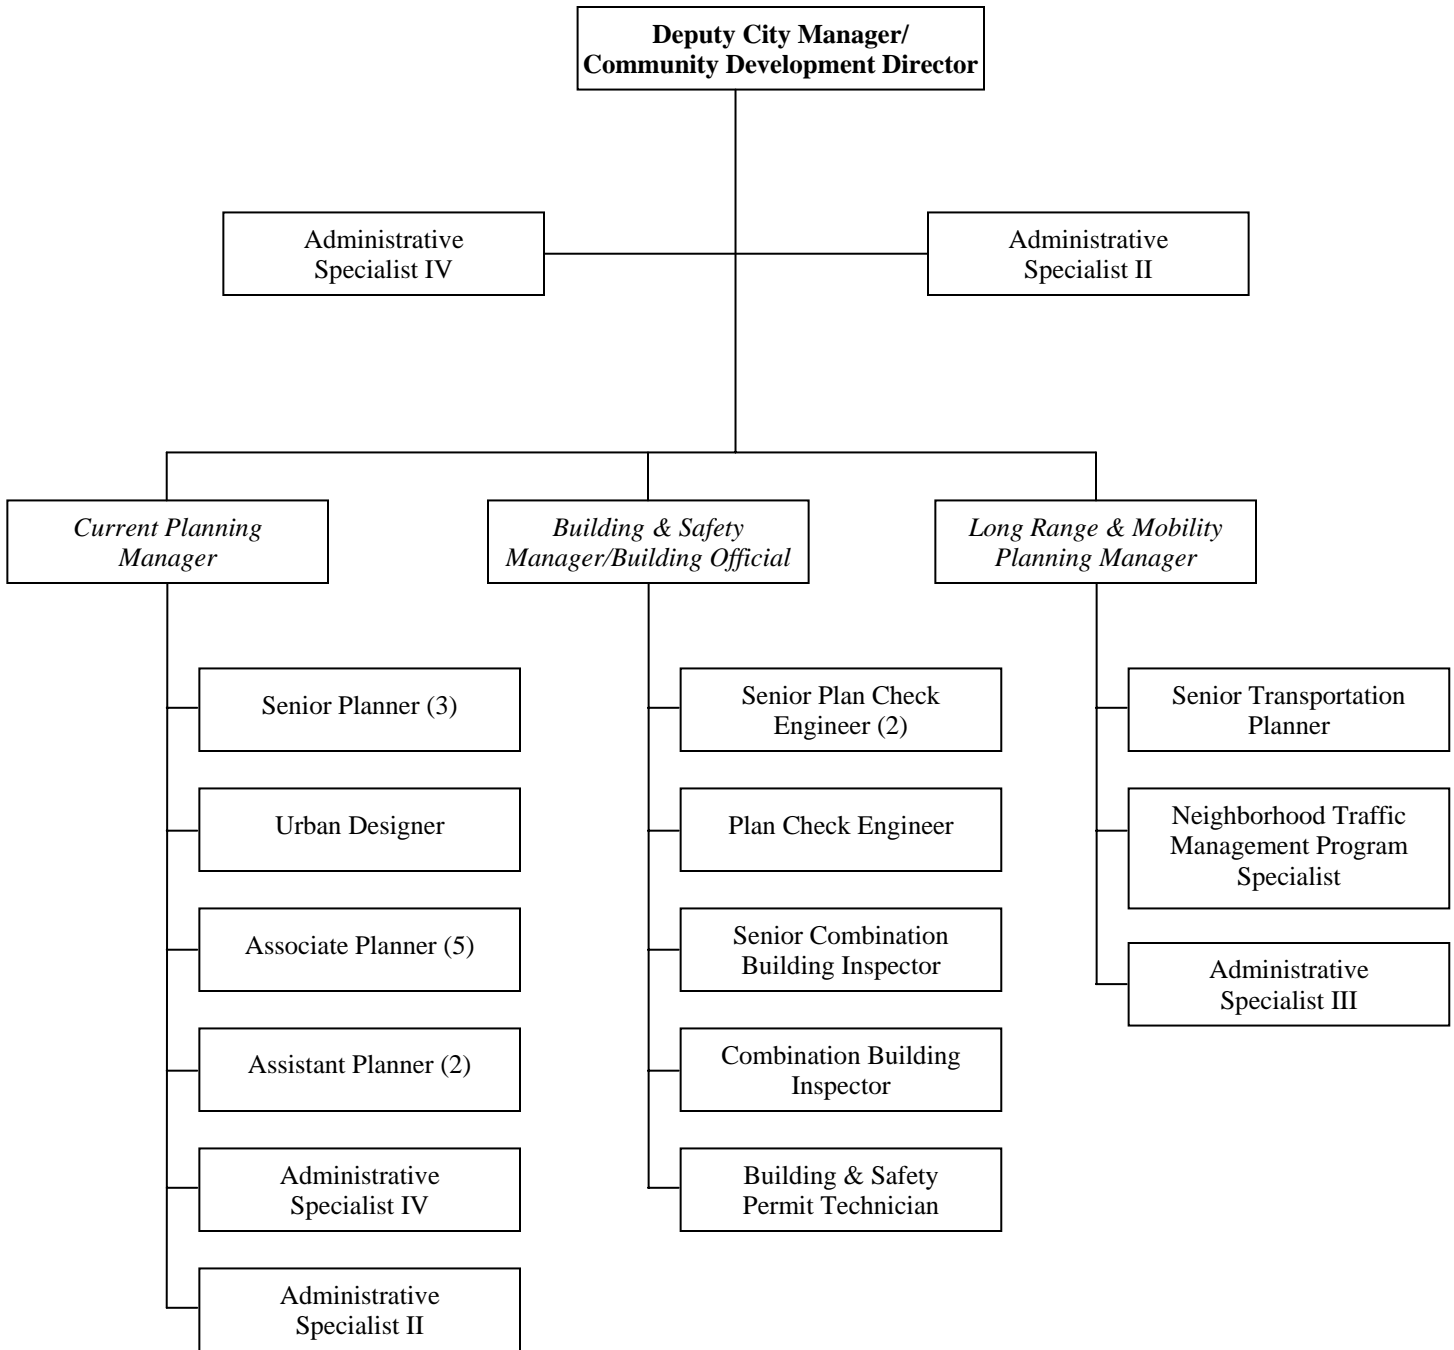 Deputy City Manager/
Community Development Director
Administrative
Specialist IV
Administrative
Specialist II
Current Planning
Manager
Building & Safety
Manager/Building Official
Long Range & Mobility
Planning Manager
Senior Planner (3)
Urban Designer
Associate Planner (5)
Assistant Planner (2)
Administrative
Specialist IV
Administrative
Specialist II
Senior Plan Check
Engineer (2)
Plan Check Engineer
Senior Combination
Building Inspector
Combination Building
Inspector
Building & Safety
Permit Technician
Senior Transportation
Planner
Neighborhood Traffic
Management Program
Specialist
Administrative
Specialist III